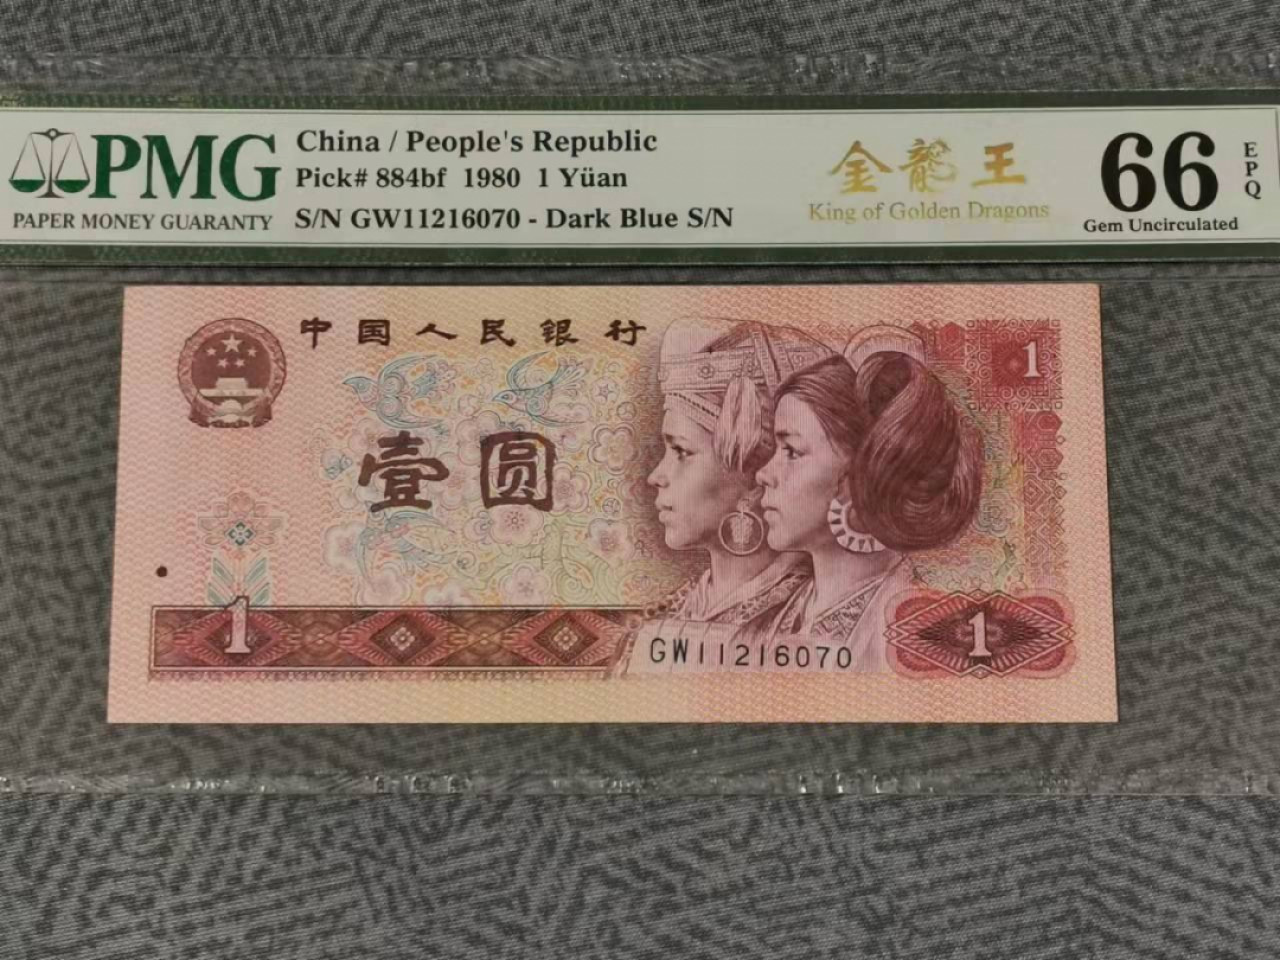 PMG
PAPER MONEY GUARANTY
China / People's Republic
Pick# 884bf 1980 1 Yüan
S/N GW11216070 - Dark Blue S/N
金龍王
King of Golden Dragons
66
EPQ
Gem Uncirculated
中国人民银行
1
壹圆
1
GW11216070
1